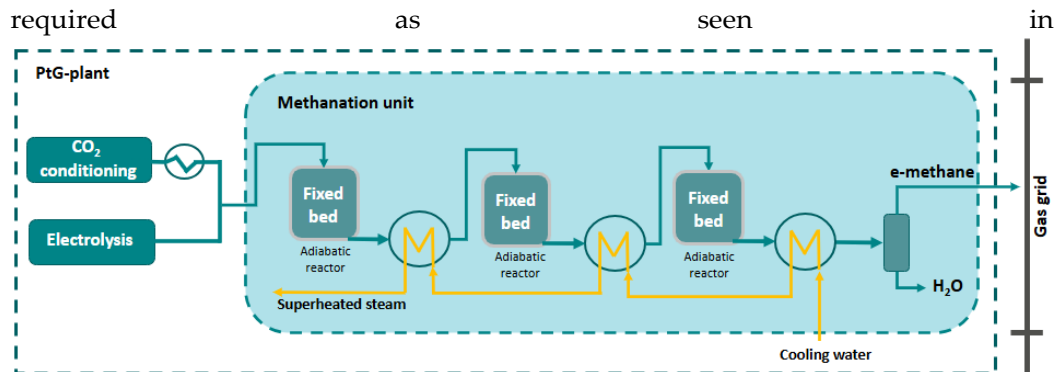 required as seen in
PtG-plant
Methanation unit
CO₂
conditioning
Electrolysis
Fixed
bed
Adiabatic
reactor
Fixed
bed
Adiabatic
reactor
Fixed
bed
Adiabatic
reactor
e-methane
H₂O
Superheated steam
Cooling water
Gas grid